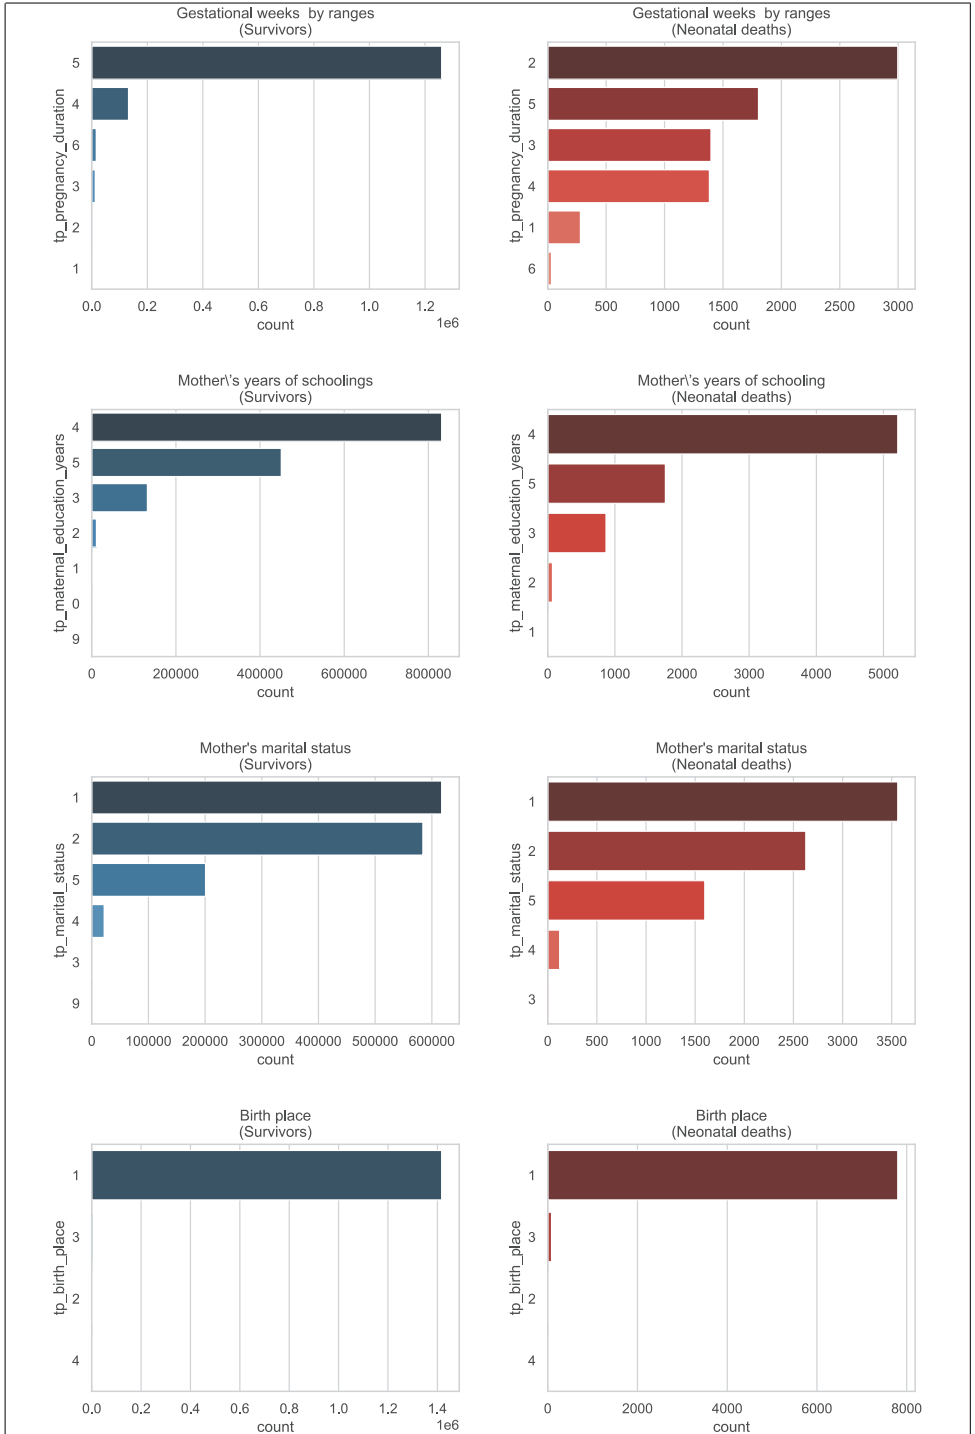 Gestational weeks  by ranges
(Survivors)
tp_pregnancy_duration
5
4
6
3
2
1
0.0 0.2 0.4 0.6 0.8 1.0 1.2
1e6
count
Gestational weeks  by ranges
(Neonatal deaths)
tp_pregnancy_duration
2
5
3
4
1
6
0 500 1000 1500 2000 2500 3000
count
Mother\'s years of schoolings
(Survivors)
tp_maternal_education_years
4
5
3
2
1
0
9
0 200000 400000 600000 800000
count
Mother\'s years of schooling
(Neonatal deaths)
tp_maternal_education_years
4
5
3
2
1
0 1000 2000 3000 4000 5000
count
Mother's marital status
(Survivors)
tp_marital_status
1
2
5
4
3
9
0 100000 200000 300000 400000 500000 600000
count
Mother's marital status
(Neonatal deaths)
tp_marital_status
1
2
5
4
3
0 500 1000 1500 2000 2500 3000 3500
count
Birth place
(Survivors)
tp_birth_place
1
3
2
4
0.0 0.2 0.4 0.6 0.8 1.0 1.2 1.4
1e6
count
Birth place
(Neonatal deaths)
tp_birth_place
1
3
2
4
0 2000 4000 6000 8000
count